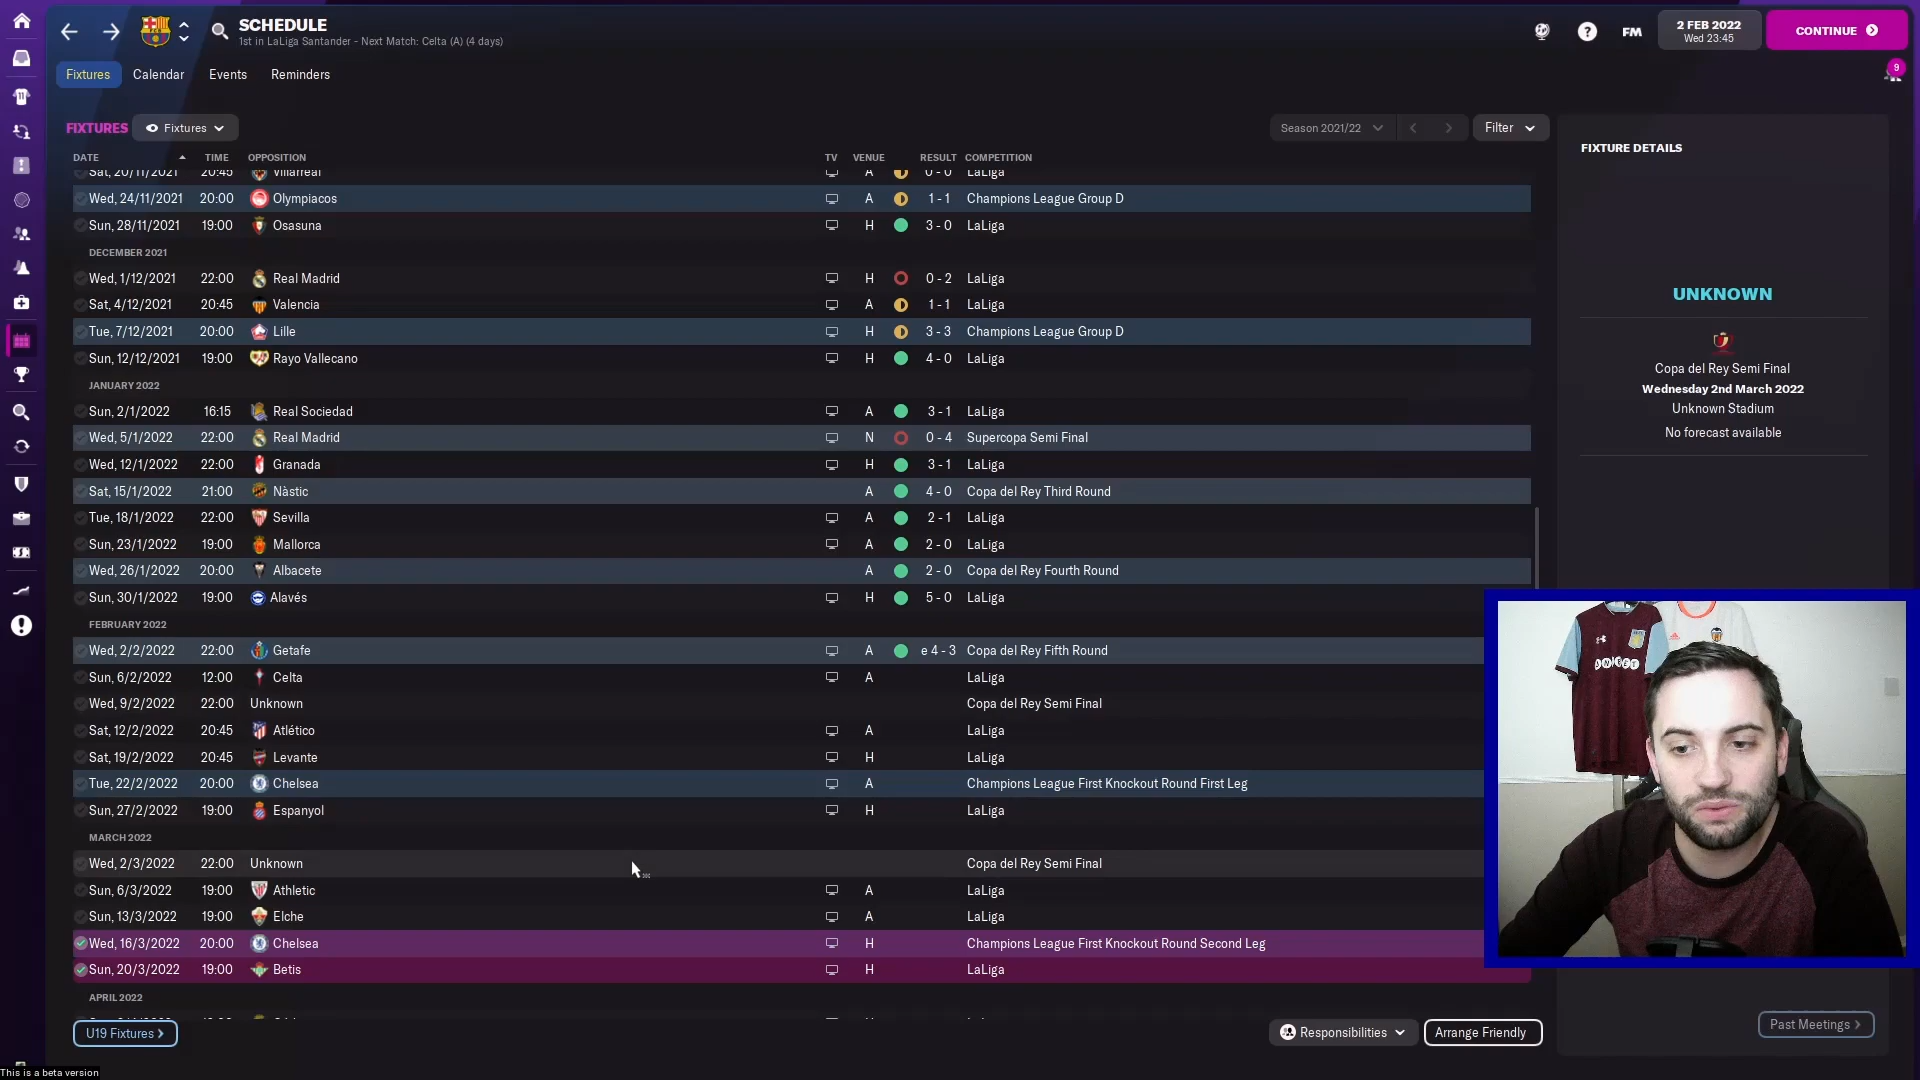 SCHEDULE
1st in LaLiga Santander - Next Match: Celta (A) (4 days)
FM
2 FEB 2022
Wed 23:45
CONTINUE
9
Fixtures Calendar Events Reminders
FIXTURES Fixtures Season 2021/22 Filter
DATE TIME OPPOSITION TV VENUE RESULT COMPETITION
Sat, 20/11/2021 20:45 Villarreal A 0 - 0 LaLiga
Wed, 24/11/2021 20:00 Olympiacos A 1 - 1 Champions League Group D
Sun, 28/11/2021 19:00 Osasuna H 3 - 0 LaLiga
DECEMBER 2021
Wed, 1/12/2021 22:00 Real Madrid H 0 - 2 LaLiga
Sat, 4/12/2021 20:45 Valencia A 1 - 1 LaLiga
Tue, 7/12/2021 20:00 Lille H 3 - 3 Champions League Group D
Sun, 12/12/2021 19:00 Rayo Vallecano H 4 - 0 LaLiga
JANUARY 2022
Sun, 2/1/2022 16:15 Real Sociedad A 3 - 1 LaLiga
Wed, 5/1/2022 22:00 Real Madrid N 0 - 4 Supercopa Semi Final
Wed, 12/1/2022 22:00 Granada H 3 - 1 LaLiga
Sat, 15/1/2022 21:00 Nàstic A 4 - 0 Copa del Rey Third Round
Tue, 18/1/2022 22:00 Sevilla A 2 - 1 LaLiga
Sun, 23/1/2022 19:00 Mallorca A 2 - 0 LaLiga
Wed, 26/1/2022 20:00 Albacete A 2 - 0 Copa del Rey Fourth Round
Sun, 30/1/2022 19:00 Alavés H 5 - 0 LaLiga
FEBRUARY 2022
Wed, 2/2/2022 22:00 Getafe A e 4 - 3 Copa del Rey Fifth Round
Sun, 6/2/2022 12:00 Celta A LaLiga
Wed, 9/2/2022 22:00 Unknown Copa del Rey Semi Final
Sat, 12/2/2022 20:45 Atlético A LaLiga
Sat, 19/2/2022 20:45 Levante H LaLiga
Tue, 22/2/2022 20:00 Chelsea A Champions League First Knockout Round First Leg
Sun, 27/2/2022 19:00 Espanyol H LaLiga
MARCH 2022
Wed, 2/3/2022 22:00 Unknown Copa del Rey Semi Final
Sun, 6/3/2022 19:00 Athletic A LaLiga
Sun, 13/3/2022 19:00 Elche A LaLiga
Wed, 16/3/2022 20:00 Chelsea H Champions League First Knockout Round Second Leg
Sun, 20/3/2022 19:00 Betis H LaLiga
APRIL 2022
U19 Fixtures Responsibilities Arrange Friendly
This is a beta version
FIXTURE DETAILS
UNKNOWN
Copa del Rey Semi Final
Wednesday 2nd March 2022
Unknown Stadium
No forecast available
Past Meetings